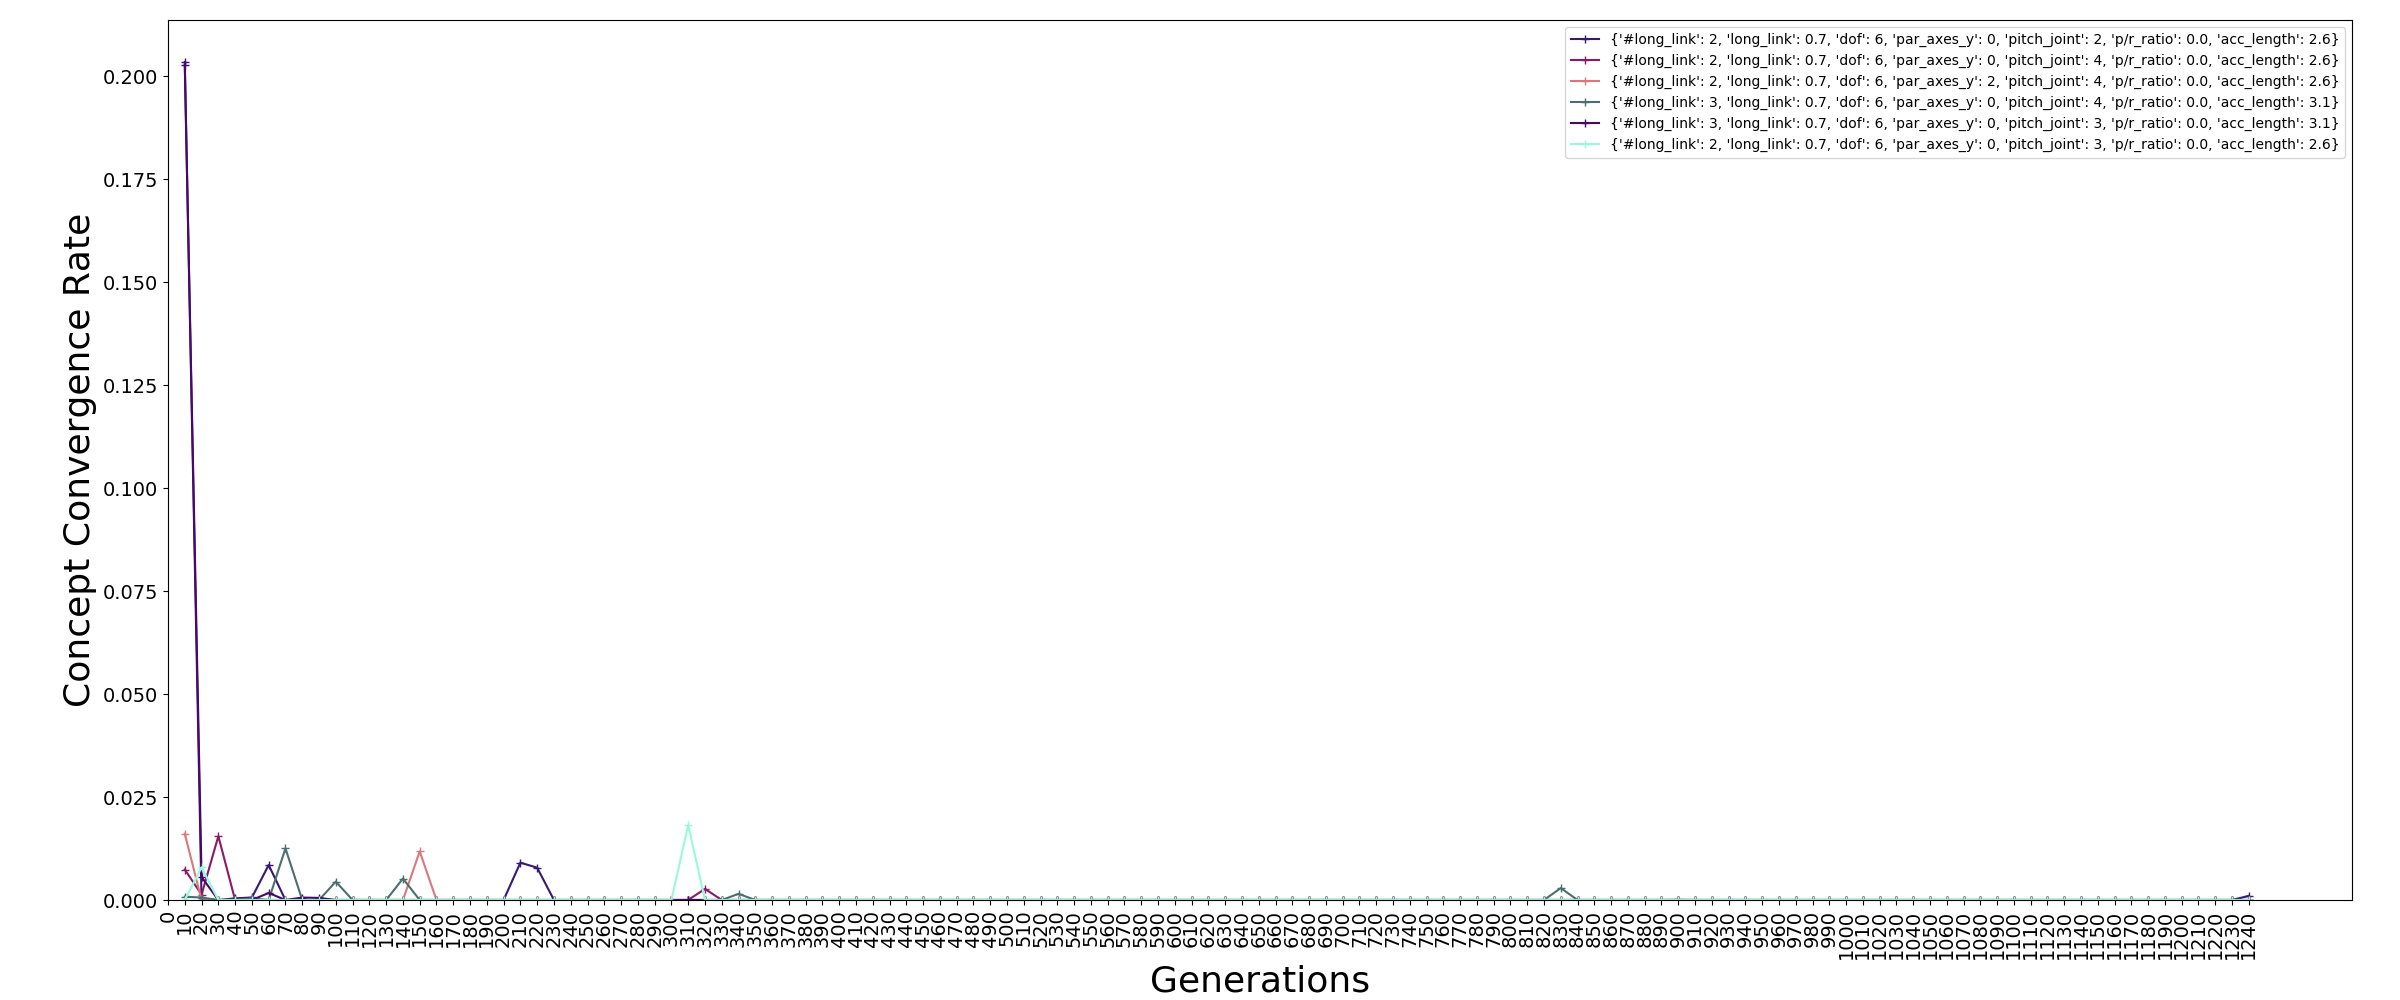 {'#long_link': 2, 'long_link': 0.7, 'dof': 6, 'par_axes_y': 0, 'pitch_joint': 2, 'p/r_ratio': 0.0, 'acc_length': 2.6}
{'#long_link': 2, 'long_link': 0.7, 'dof': 6, 'par_axes_y': 0, 'pitch_joint': 4, 'p/r_ratio': 0.0, 'acc_length': 2.6}
{'#long_link': 2, 'long_link': 0.7, 'dof': 6, 'par_axes_y': 2, 'pitch_joint': 4, 'p/r_ratio': 0.0, 'acc_length': 2.6}
{'#long_link': 3, 'long_link': 0.7, 'dof': 6, 'par_axes_y': 0, 'pitch_joint': 4, 'p/r_ratio': 0.0, 'acc_length': 3.1}
{'#long_link': 3, 'long_link': 0.7, 'dof': 6, 'par_axes_y': 0, 'pitch_joint': 3, 'p/r_ratio': 0.0, 'acc_length': 3.1}
{'#long_link': 2, 'long_link': 0.7, 'dof': 6, 'par_axes_y': 0, 'pitch_joint': 3, 'p/r_ratio': 0.0, 'acc_length': 2.6}
Concept Convergence Rate
0.200
0.175
0.150
0.125
0.100
0.075
0.050
0.025
0.000
0 10 20 30 40 50 60 70 80 90 100 110 120 130 140 150 160 170 180 190 200 210 220 230 240 250 260 270 280 290 300 310 320 330 340 350 360 370 380 390 400 410 420 430 440 450 460 470 480 490 500 510 520 530 540 550 560 570 580 590 600 610 620 630 640 650 660 670 680 690 700 710 720 730 740 750 760 770 780 790 800 810 820 830 840 850 860 870 880 890 900 910 920 930 940 950 960 970 980 990 1000 1010 1020 1030 1040 1050 1060 1070 1080 1090 1100 1110 1120 1130 1140 1150 1160 1170 1180 1190 1200 1210 1220 1230 1240
Generations